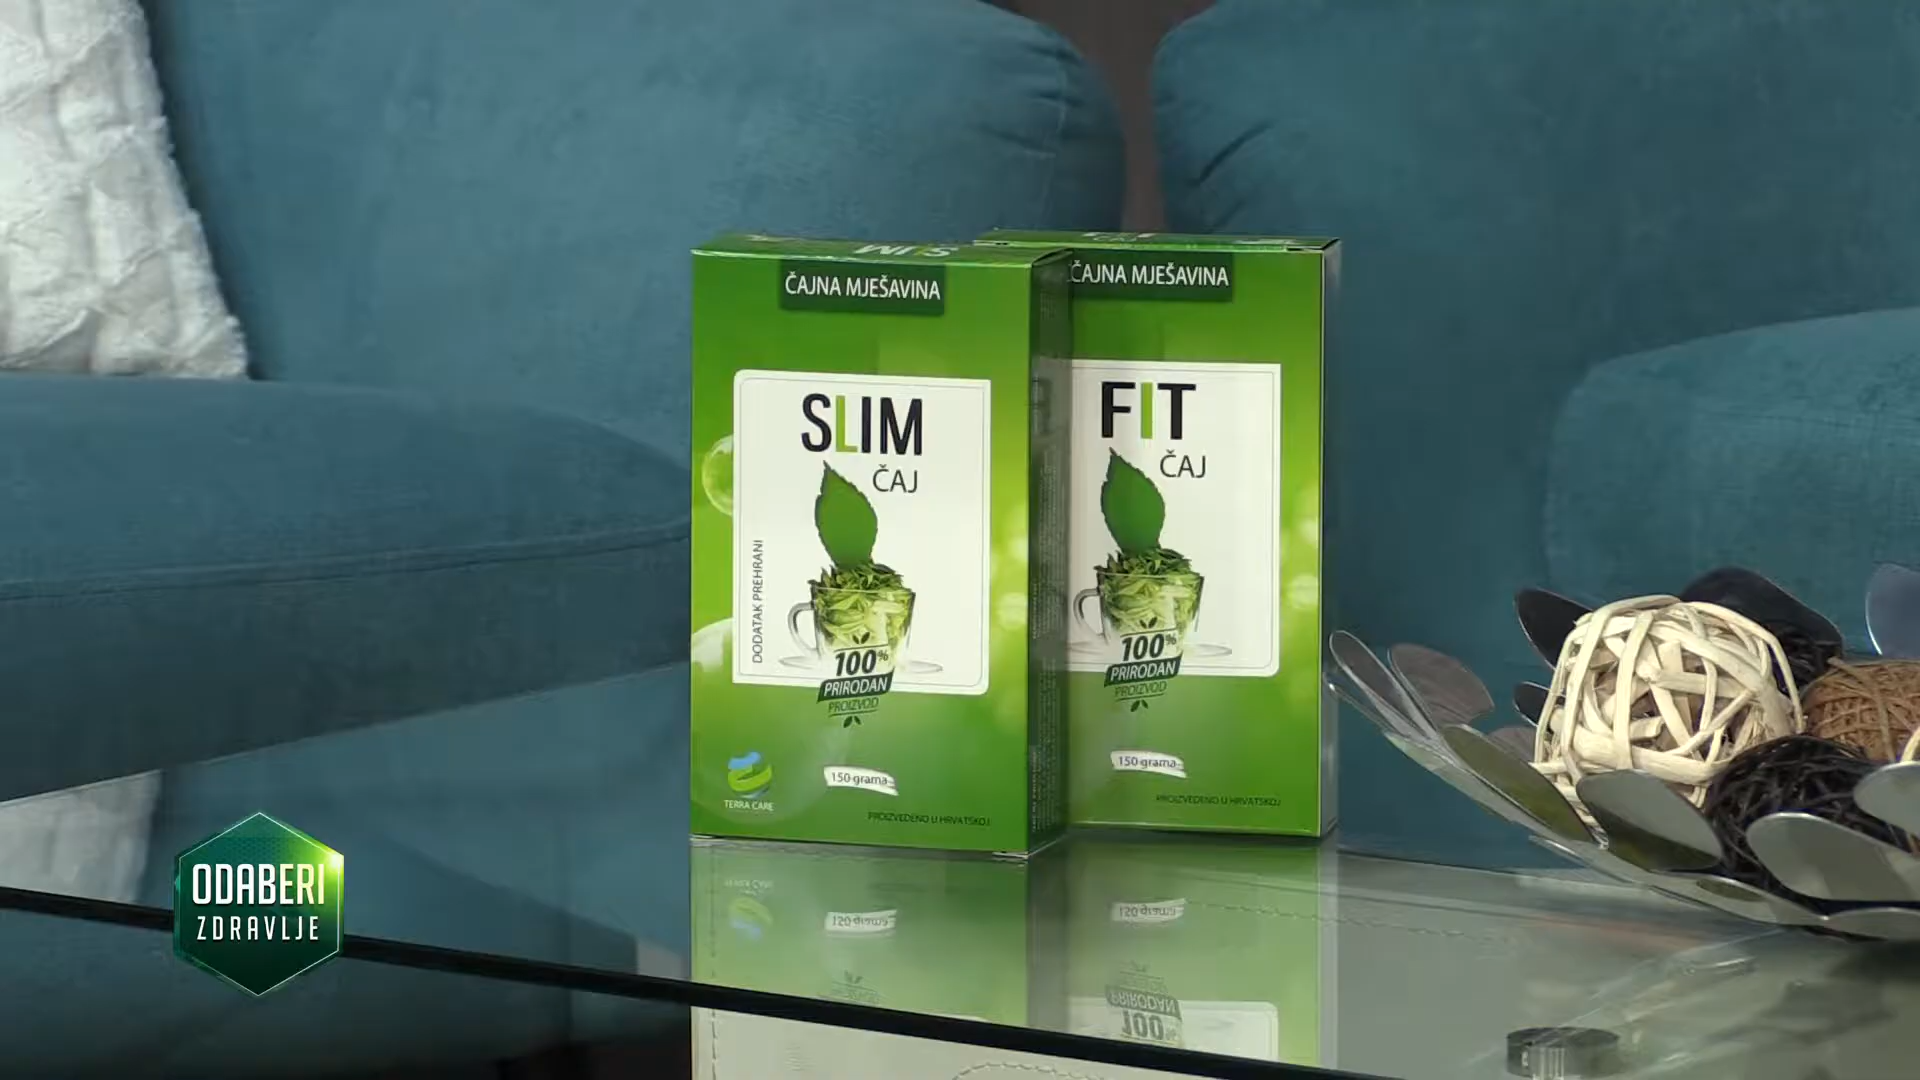 SLIM
ČAJNA MJEŠAVINA
SLIM
ČAJ
DODATAK PREHRANI
100%
PRIRODAN
PROIZVOD
TERRA CARE
150 grama
PROIZVEDENO U HRVATSKOJ
ČAJNA MJEŠAVINA
FIT
ČAJ
100%
PRIRODAN
PROIZVOD
150 grama
PROIZVEDENO U HRVATSKOJ
ODABERI
ZDRAVLJE